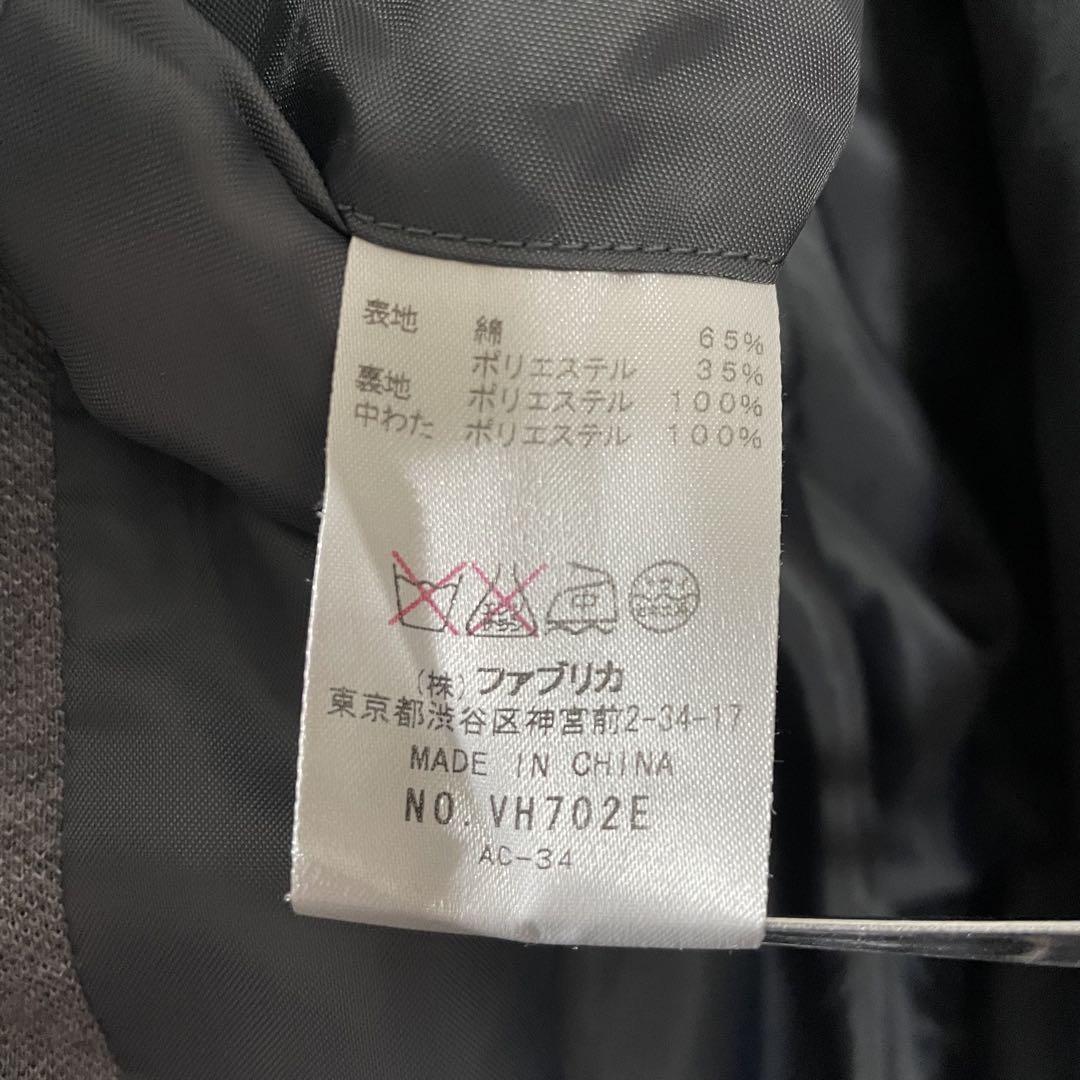 表地 綿 65%
ポリエステル 35%
裏地 ポリエステル 100%
中わた ポリエステル 100%
中
(株)ファブリカ
東京都渋谷区神宮前2-34-17
MADE IN CHINA
NO. VH702E
AC-34